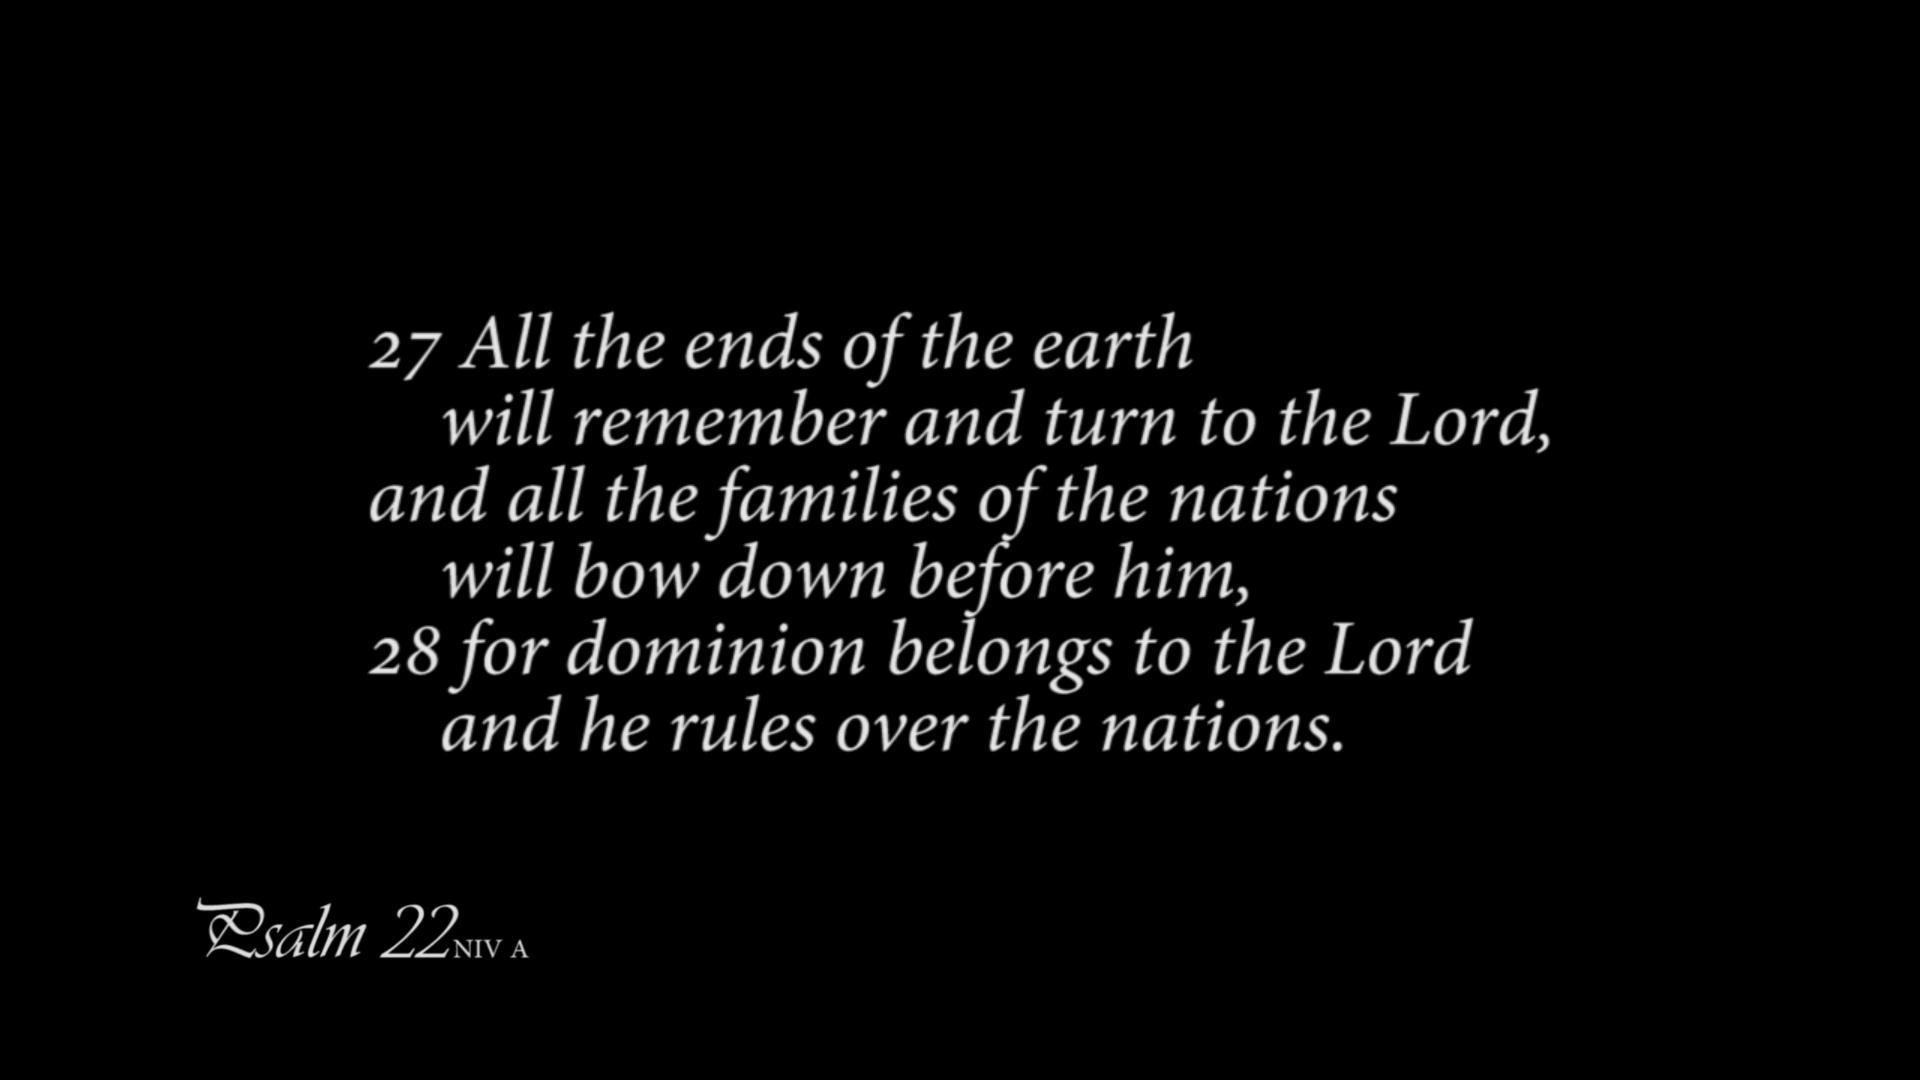 27 All the ends of the earth
will remember and turn to the Lord,
and all the families of the nations
will bow down before him,
28 for dominion belongs to the Lord
and he rules over the nations.
Psalm 22 NIV A